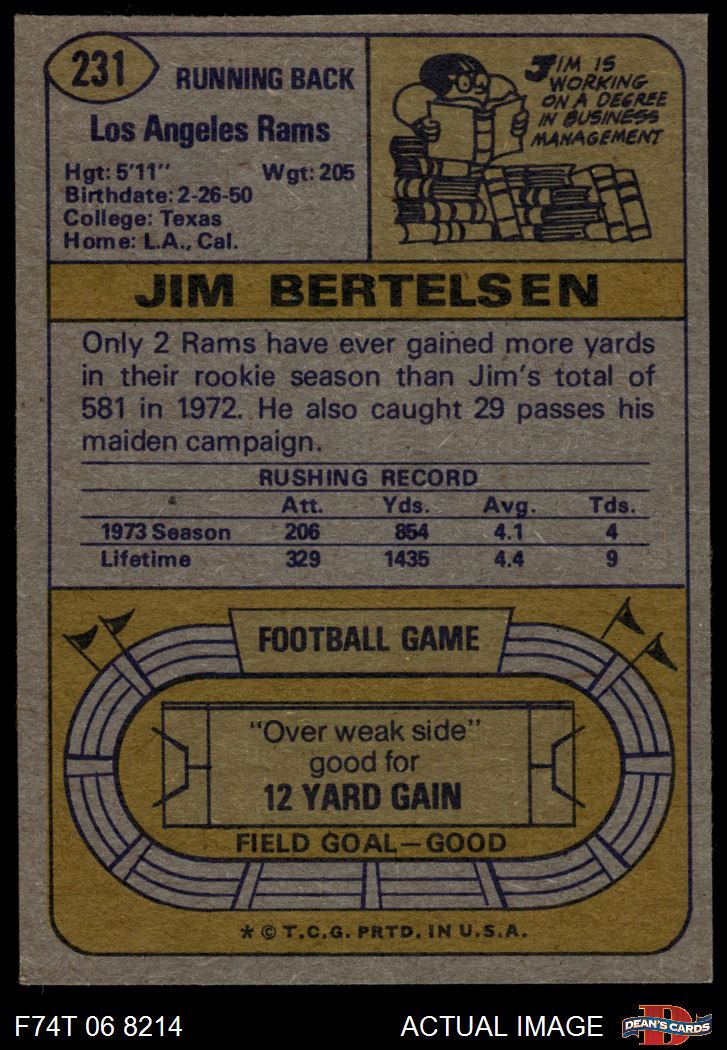 231
RUNNING BACK
Los Angeles Rams
Hgt: 5'11" Wgt: 205
Birthdate: 2-26-50
College: Texas
Home: L.A., Cal.
JIM IS
WORKING
ON A DEGREE
IN BUSINESS
MANAGEMENT
JIM BERTELSEN
Only 2 Rams have ever gained more yards
in their rookie season than Jim's total of
581 in 1972. He also caught 29 passes his
maiden campaign.
RUSHING RECORD
Att. Yds. Avg. Tds.
1973 Season 206 854 4.1 4
Lifetime 329 1435 4.4 9
FOOTBALL GAME
"Over weak side"
good for
12 YARD GAIN
FIELD GOAL—GOOD
* © T.C.G. PRTD. IN U.S.A.
F74T 06 8214 ACTUAL IMAGE
D
DEAN'S CARDS